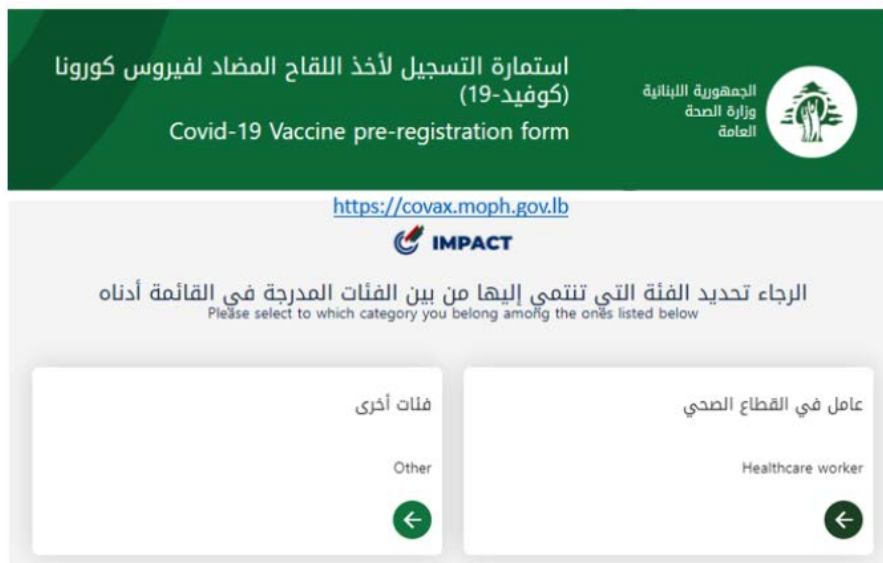 الجمهورية اللبنانية
وزارة الصحة
العامة
استمارة التسجيل لأخذ اللقاح المضاد لفيروس كورونا
(كوفيد-19)
Covid-19 Vaccine pre-registration form
https://covax.moph.gov.lb
IMPACT
الرجاء تحديد الفئة التي تنتمي إليها من بين الفئات المدرجة في القائمة أدناه
Please select to which category you belong among the ones listed below
عامل في القطاع الصحي
Healthcare worker
فئات أخرى
Other